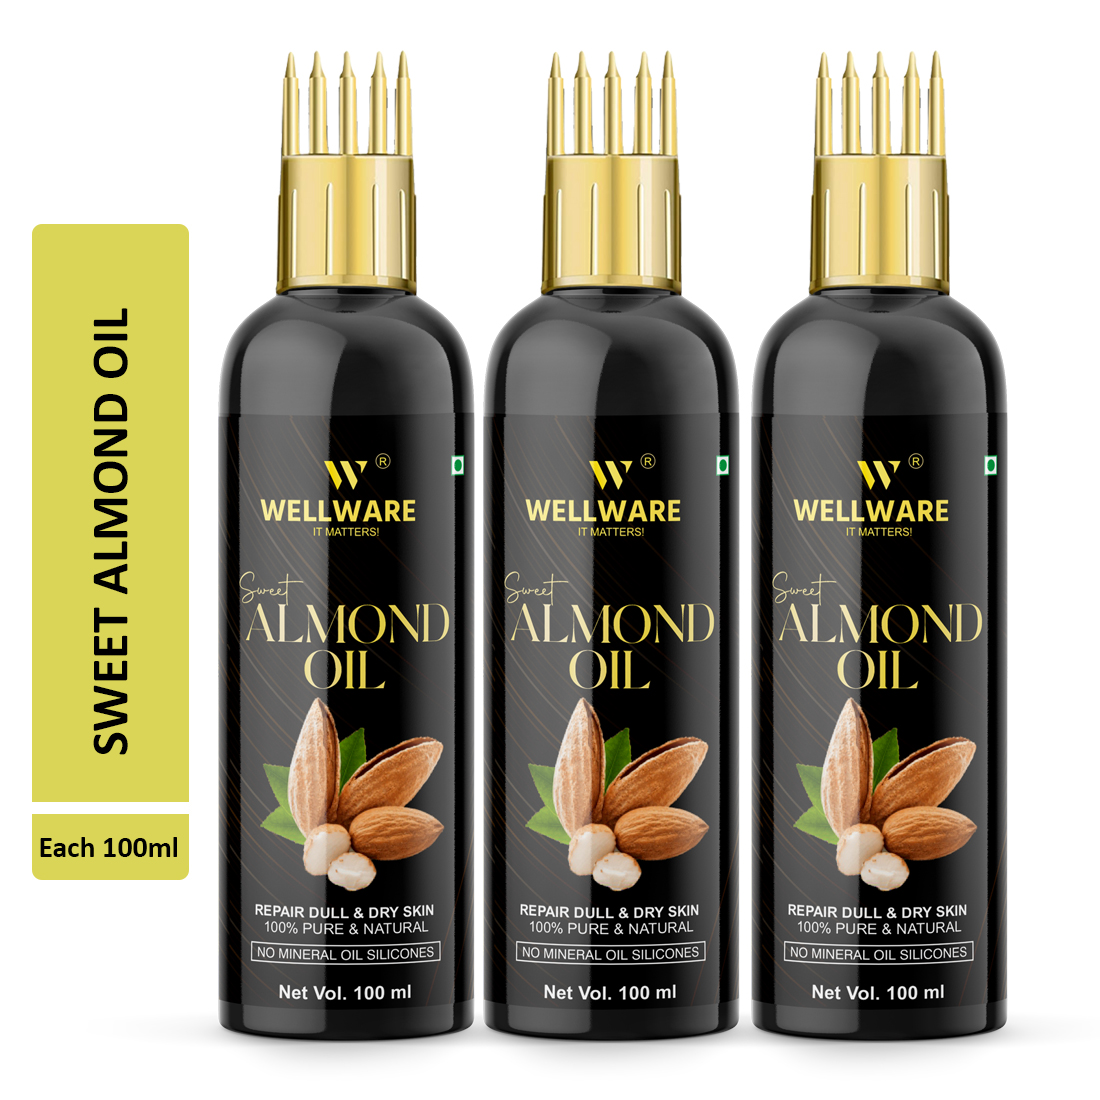 SWEET ALMOND OIL
Each 100ml
W ®
WELLWARE
IT MATTERS!
Sweet
ALMOND
OIL
REPAIR DULL & DRY SKIN
100% PURE & NATURAL
NO MINERAL OIL SILICONES
Net Vol. 100 ml
W ®
WELLWARE
IT MATTERS!
Sweet
ALMOND
OIL
REPAIR DULL & DRY SKIN
100% PURE & NATURAL
NO MINERAL OIL SILICONES
Net Vol. 100 ml
W ®
WELLWARE
IT MATTERS!
Sweet
ALMOND
OIL
REPAIR DULL & DRY SKIN
100% PURE & NATURAL
NO MINERAL OIL SILICONES
Net Vol. 100 ml